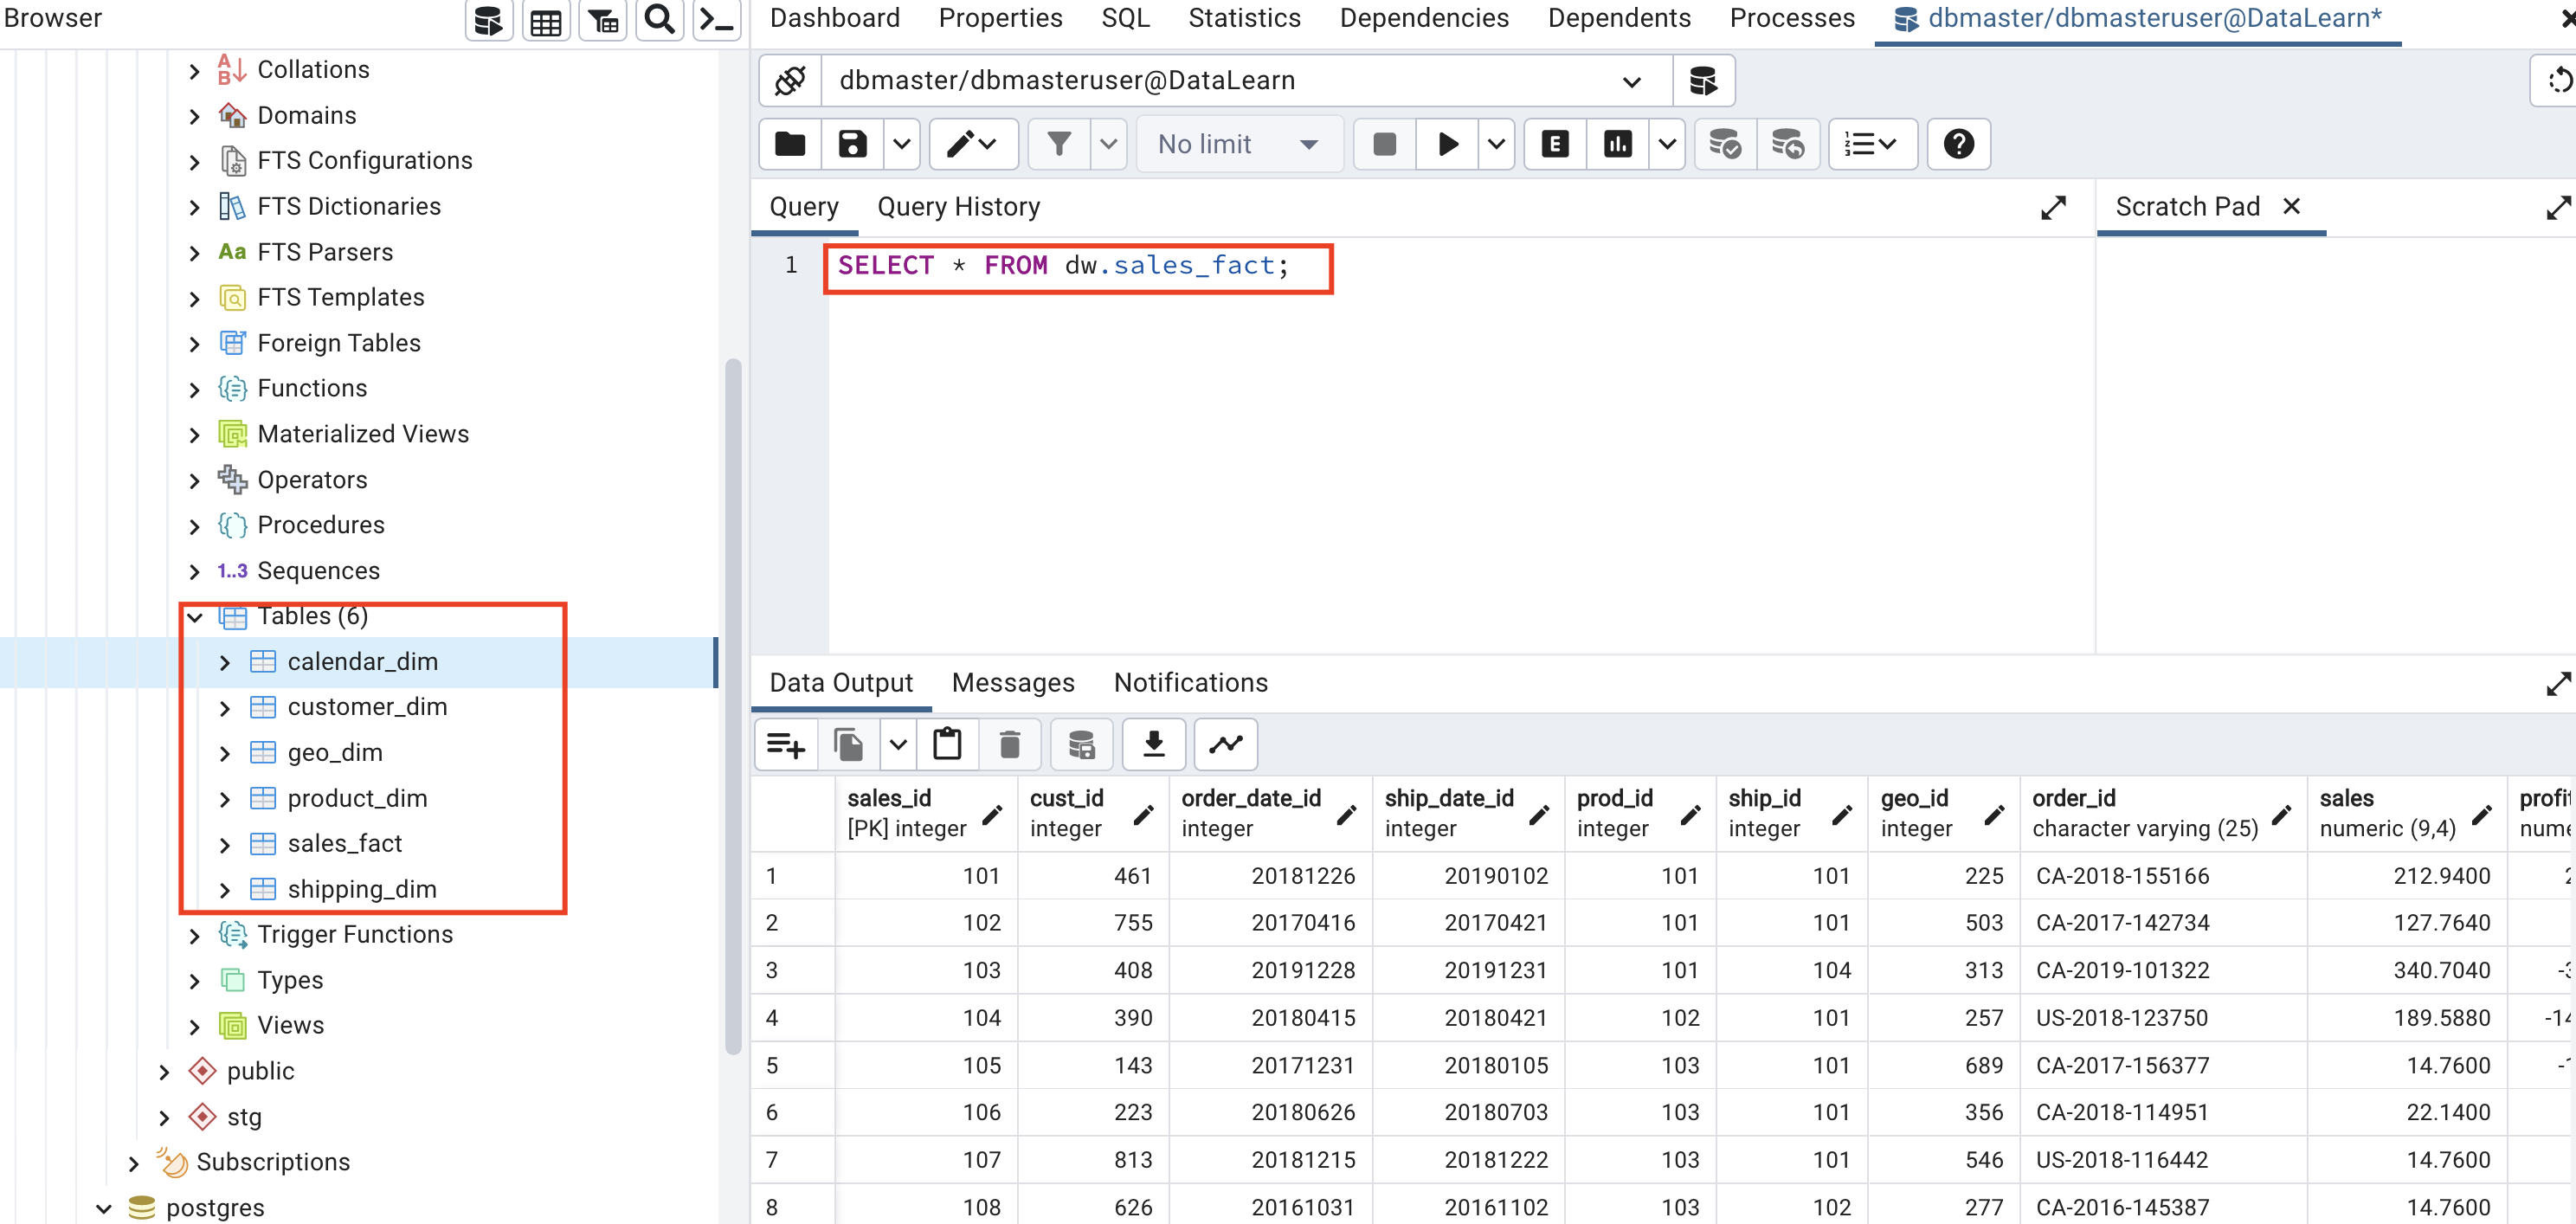 Browser
Dashboard Properties SQL Statistics Dependencies Dependents Processes dbmaster/dbmasteruser@DataLearn*
Collations
Domains
FTS Configurations
FTS Dictionaries
Aa FTS Parsers
FTS Templates
Foreign Tables
Functions
Materialized Views
Operators
Procedures
1..3 Sequences
Tables (6)
calendar_dim
customer_dim
geo_dim
product_dim
sales_fact
shipping_dim
Trigger Functions
Types
Views
public
stg
Subscriptions
postgres
dbmaster/dbmasteruser@DataLearn
No limit
E
Query Query History
Scratch Pad
1 SELECT * FROM dw.sales_fact;
Data Output Messages Notifications
sales_id cust_id order_date_id ship_date_id prod_id ship_id geo_id order_id sales
[PK] integer integer integer integer integer integer integer character varying (25) numeric (9,4)
1 101 461 20181226 20190102 101 101 225 CA-2018-155166 212.9400
2 102 755 20170416 20170421 101 101 503 CA-2017-142734 127.7640
3 103 408 20191228 20191231 101 104 313 CA-2019-101322 340.7040
4 104 390 20180415 20180421 102 101 257 US-2018-123750 189.5880
5 105 143 20171231 20180105 103 101 689 CA-2017-156377 14.7600
6 106 223 20180626 20180703 103 101 356 CA-2018-114951 22.1400
7 107 813 20181215 20181222 103 101 546 US-2018-116442 14.7600
8 108 626 20161031 20161102 103 102 277 CA-2016-145387 14.7600